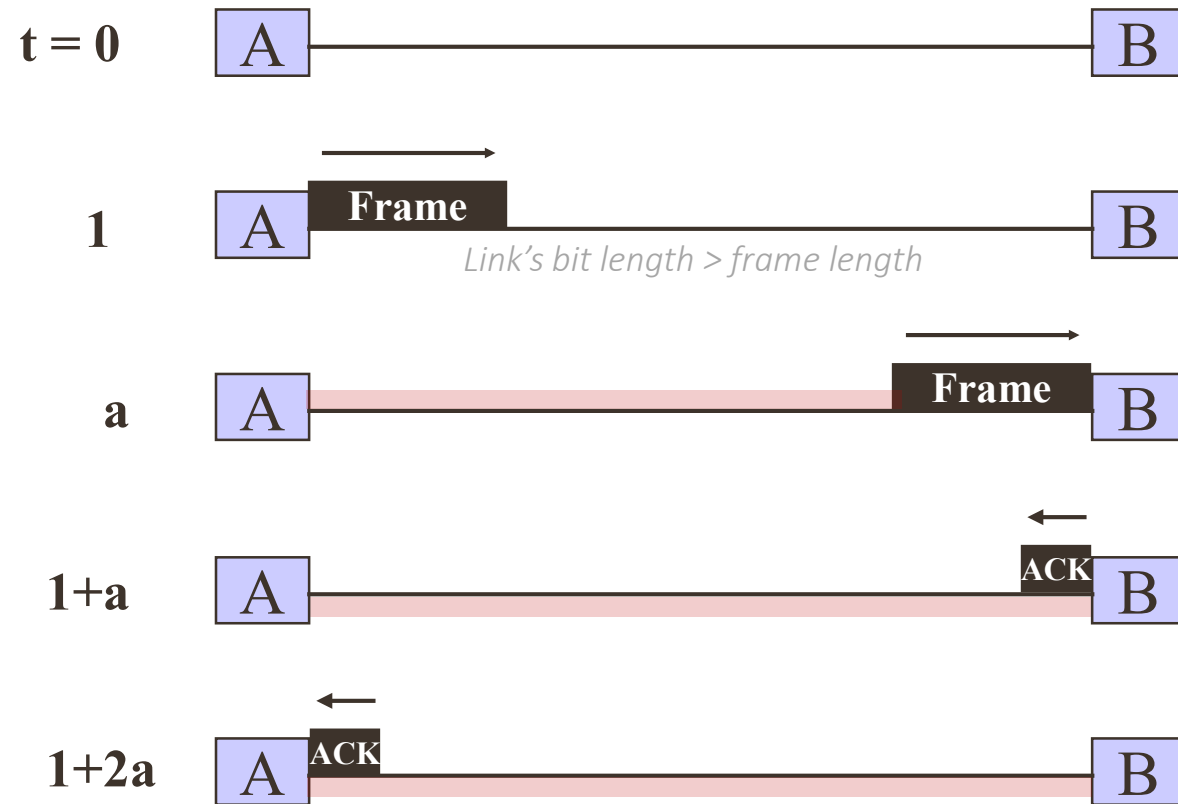 t = 0 A B
1 A Frame B
Link's bit length > frame length
a A Frame B
1+a A ACK B
1+2a A ACK B